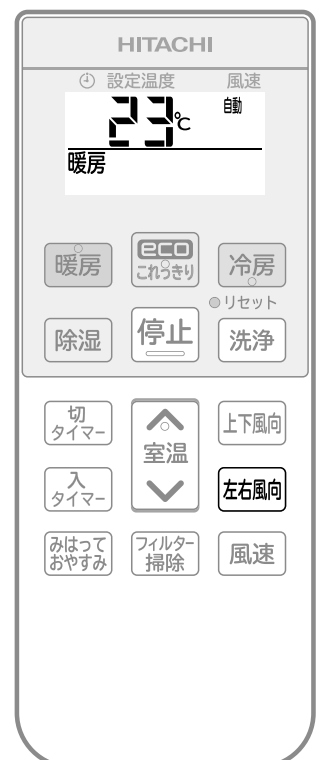 HITACHI
設定温度 風速
23℃ 自動
暖房
暖房 eco これっきり 冷房
リセット
除湿 停止 洗浄
切タイマー 室温 上下風向
入タイマー 左右風向
みはっておやすみ フィルター掃除 風速